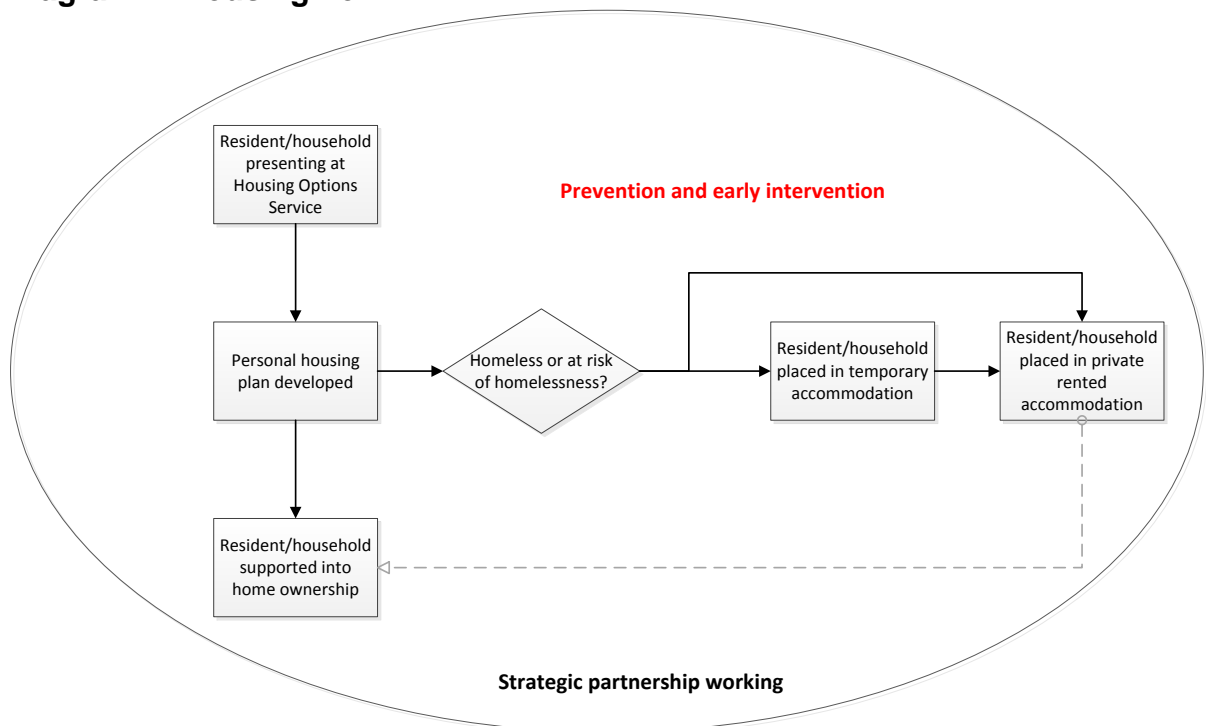 Resident/household
presenting at
Housing Options
Service
Prevention and early intervention
Personal housing
plan developed
Homeless or at risk
of homelessness?
Resident/household
placed in temporary
accommodation
Resident/household
placed in private
rented
accommodation
Resident/household
supported into
home ownership
Strategic partnership working